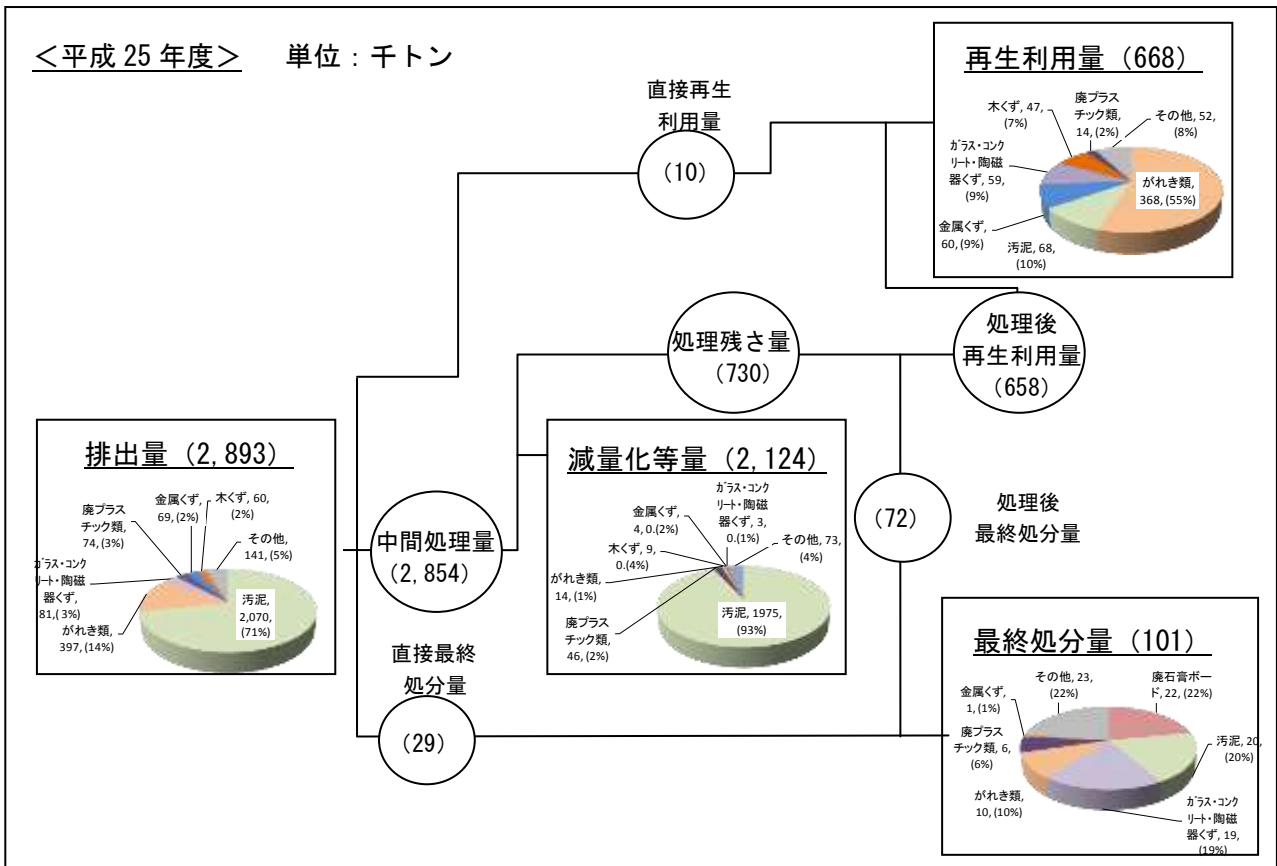 ＜平成 25 年度＞ 単位：千トン
再生利用量（668）
木くず, 47,
(7%)
廃プラス
チック類,
14, (2%)
その他, 52,
(8%)
ガラス・コンク
リート・陶磁
器くず, 59,
(9%)
がれき類,
368, (55%)
金属くず,
60, (9%)
汚泥, 68,
(10%)
直接再生
利用量
（10）
処理残さ量
（730）
処理後
再生利用量
（658）
排出量（2,893）
廃プラス
チック類,
74, (3%)
金属くず,
69, (2%)
木くず, 60,
(2%)
その他,
141, (5%)
ガラス・コンク
リート・陶磁
器くず,
81, ( 3%)
がれき類,
397, (14%)
汚泥,
2,070,
(71%)
中間処理量
（2,854）
減量化等量（2,124）
金属くず,
4, 0.(2%)
ガラス・コンク
リート・陶磁
器くず, 3,
0.(1%)
木くず, 9,
0.(4%)
その他, 73,
(4%)
がれき類,
14, (1%)
廃プラス
チック類,
46, (2%)
汚泥, 1975,
(93%)
（72）
処理後
最終処分量
直接最終
処分量
（29）
最終処分量（101）
その他, 23,
(22%)
廃石膏ボー
ド, 22, (22%)
金属くず,
1, (1%)
廃プラス
チック類, 6,
(6%)
汚泥, 20,
(20%)
がれき類,
10, (10%)
ガラス・コンク
リート・陶磁
器くず, 19,
(19%)